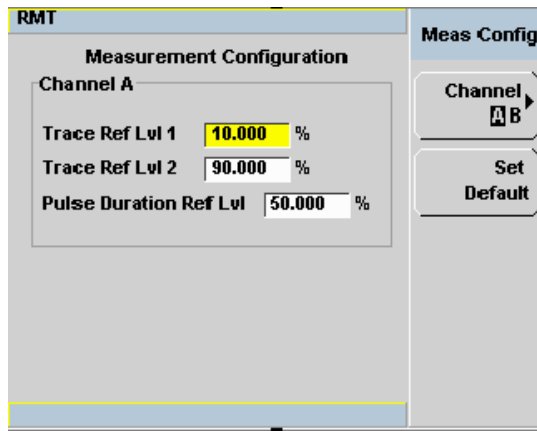 RMT
Meas Config
Measurement Configuration
Channel A
Trace Ref Lvl 1 10.000 %
Trace Ref Lvl 2 90.000 %
Pulse Duration Ref Lvl 50.000 %
Channel
A B
Set
Default